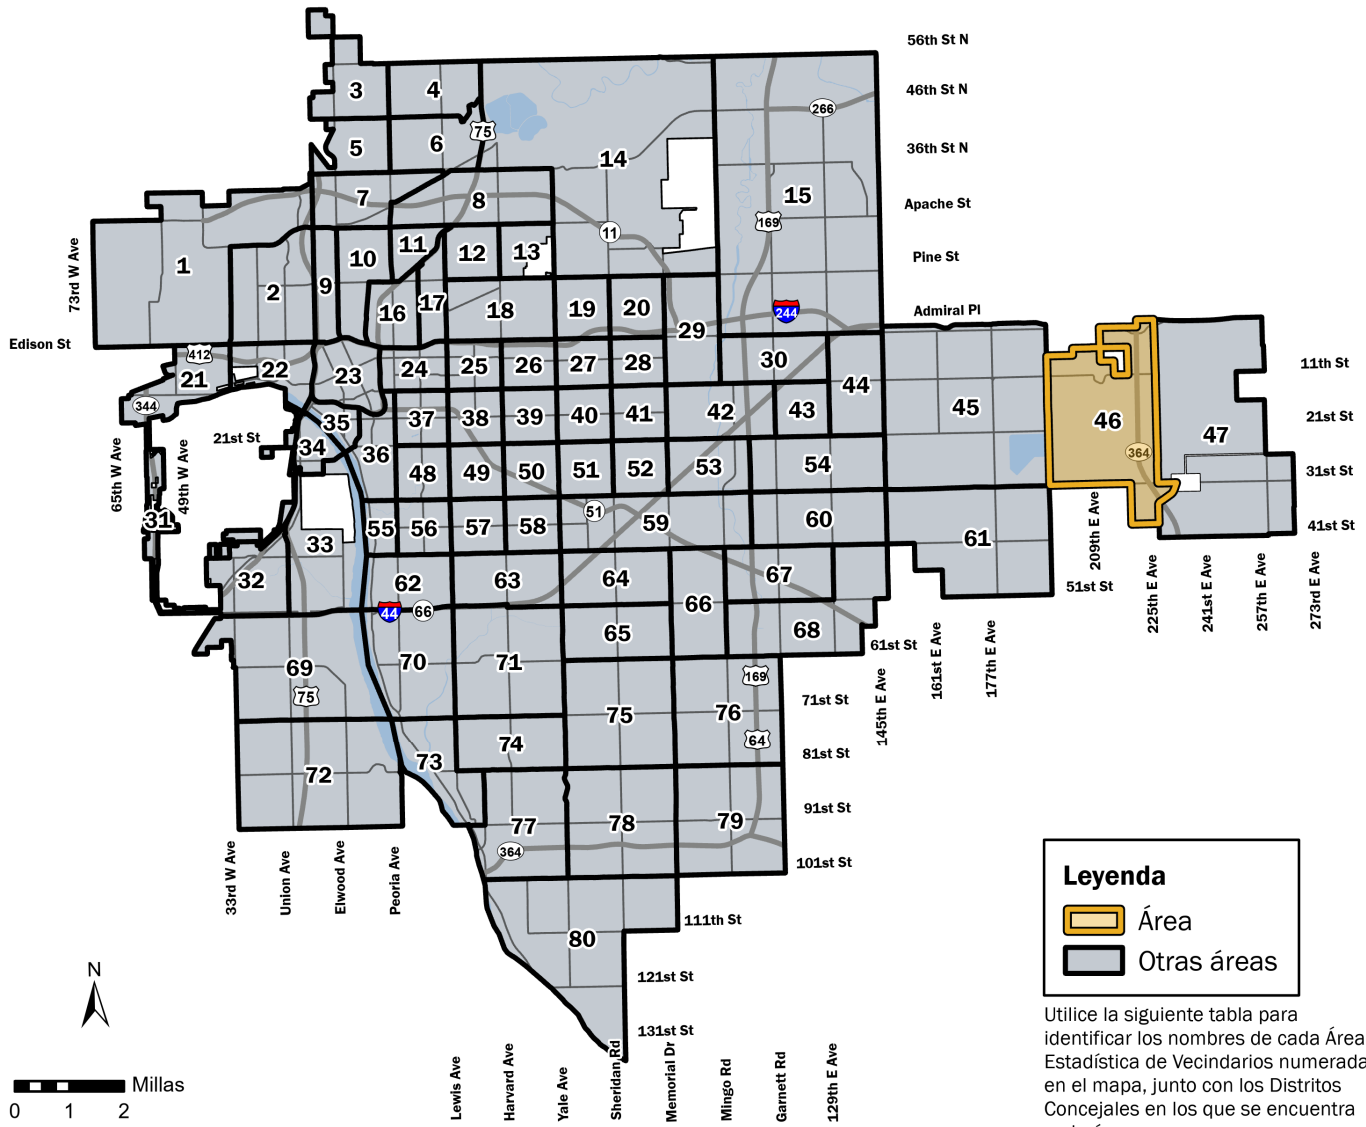 56th St N
46th St N
36th St N
Apache St
Pine St
Admiral Pl
11th St
21st St
31st St
41st St
51st St
61st St
71st St
81st St
91st St
101st St
111th St
121st St
131st St
Edison St
21st St
73rd W Ave
65th W Ave
49th W Ave
33rd W Ave
Union Ave
Elwood Ave
Peoria Ave
Lewis Ave
Harvard Ave
Yale Ave
Sheridan Rd
Memorial Dr
Mingo Rd
Garnett Rd
129th E Ave
145th E Ave
161st E Ave
177th E Ave
209th E Ave
225th E Ave
241st E Ave
257th E Ave
273rd E Ave
1
2
3
4
5
6
7
8
9
10
11
12
13
14
15
16
17
18
19
20
21
22
23
24
25
26
27
28
29
30
31
32
33
34
35
36
37
38
39
40
41
42
43
44
45
46
47
48
49
50
51
52
53
54
55
56
57
58
59
60
61
62
63
64
65
66
67
68
69
70
71
72
73
74
75
76
77
78
79
80
75
266
169
11
244
412
344
364
51
44
66
75
169
64
364
N
Millas
0 1 2
Leyenda
Área
Otras áreas
Utilice la siguiente tabla para
identificar los nombres de cada Área
Estadística de Vecindarios numerada
en el mapa, junto con los Distritos
Concejales en los que se encuentra